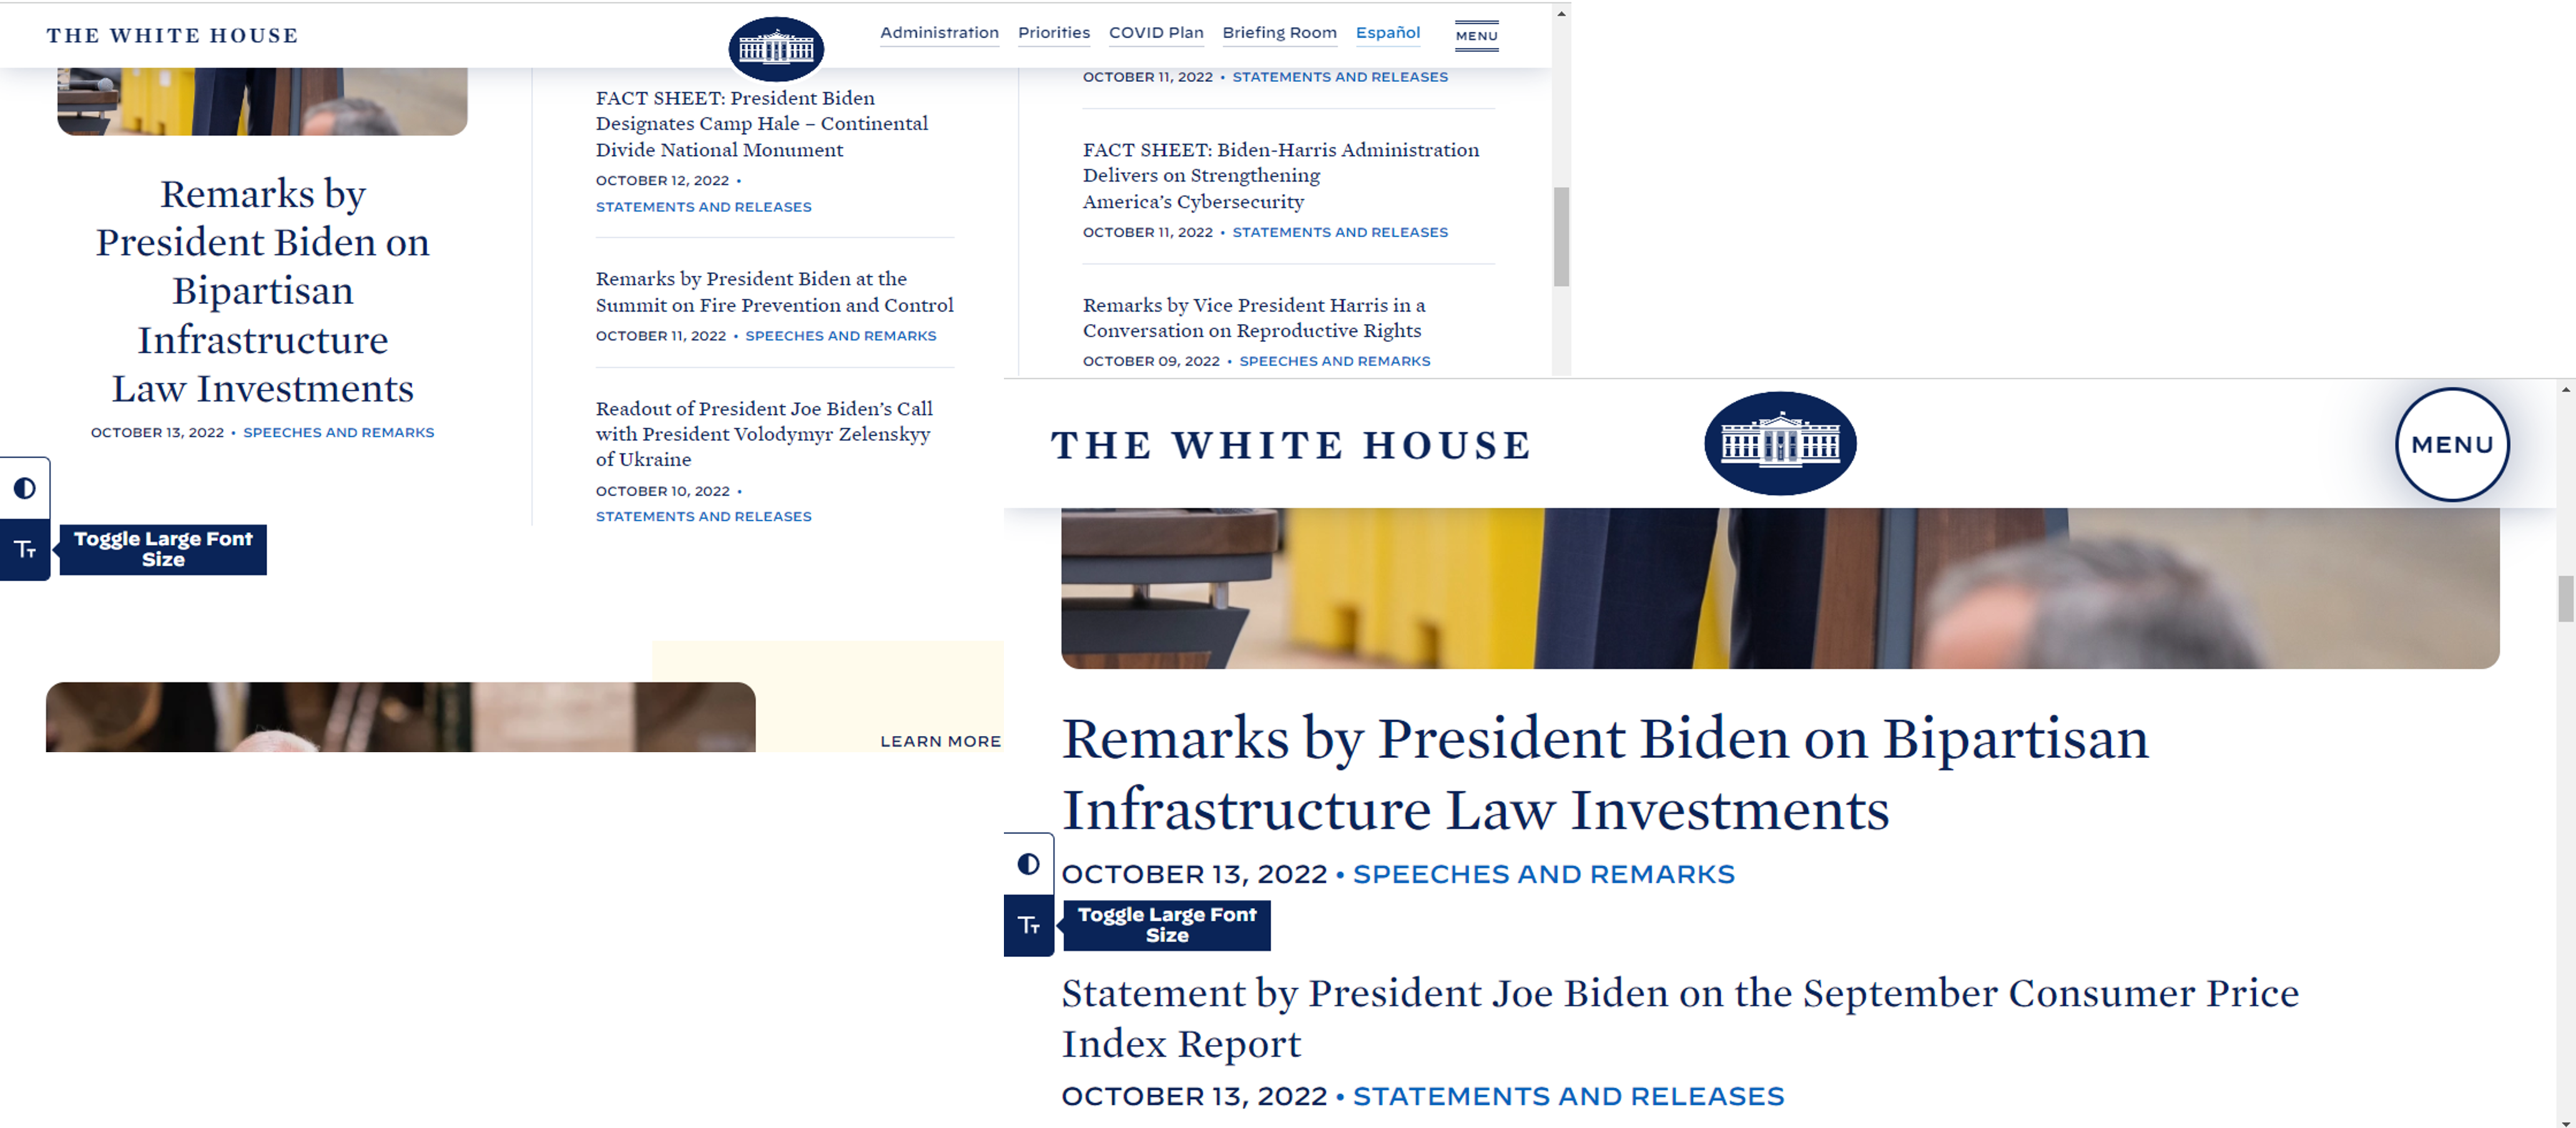 THE WHITE HOUSE
Administration Priorities COVID Plan Briefing Room Español MENU
Remarks by
President Biden on
Bipartisan
Infrastructure
Law Investments
OCTOBER 13, 2022 • SPEECHES AND REMARKS
Toggle Large Font
Size
FACT SHEET: President Biden
Designates Camp Hale – Continental
Divide National Monument
OCTOBER 12, 2022 •
STATEMENTS AND RELEASES
Remarks by President Biden at the
Summit on Fire Prevention and Control
OCTOBER 11, 2022 • SPEECHES AND REMARKS
Readout of President Joe Biden’s Call
with President Volodymyr Zelenskyy
of Ukraine
OCTOBER 10, 2022 •
STATEMENTS AND RELEASES
OCTOBER 11, 2022 • STATEMENTS AND RELEASES
FACT SHEET: Biden-Harris Administration
Delivers on Strengthening
America’s Cybersecurity
OCTOBER 11, 2022 • STATEMENTS AND RELEASES
Remarks by Vice President Harris in a
Conversation on Reproductive Rights
OCTOBER 09, 2022 • SPEECHES AND REMARKS
LEARN MORE
THE WHITE HOUSE
MENU
Remarks by President Biden on Bipartisan
Infrastructure Law Investments
OCTOBER 13, 2022 • SPEECHES AND REMARKS
Toggle Large Font
Size
Statement by President Joe Biden on the September Consumer Price
Index Report
OCTOBER 13, 2022 • STATEMENTS AND RELEASES